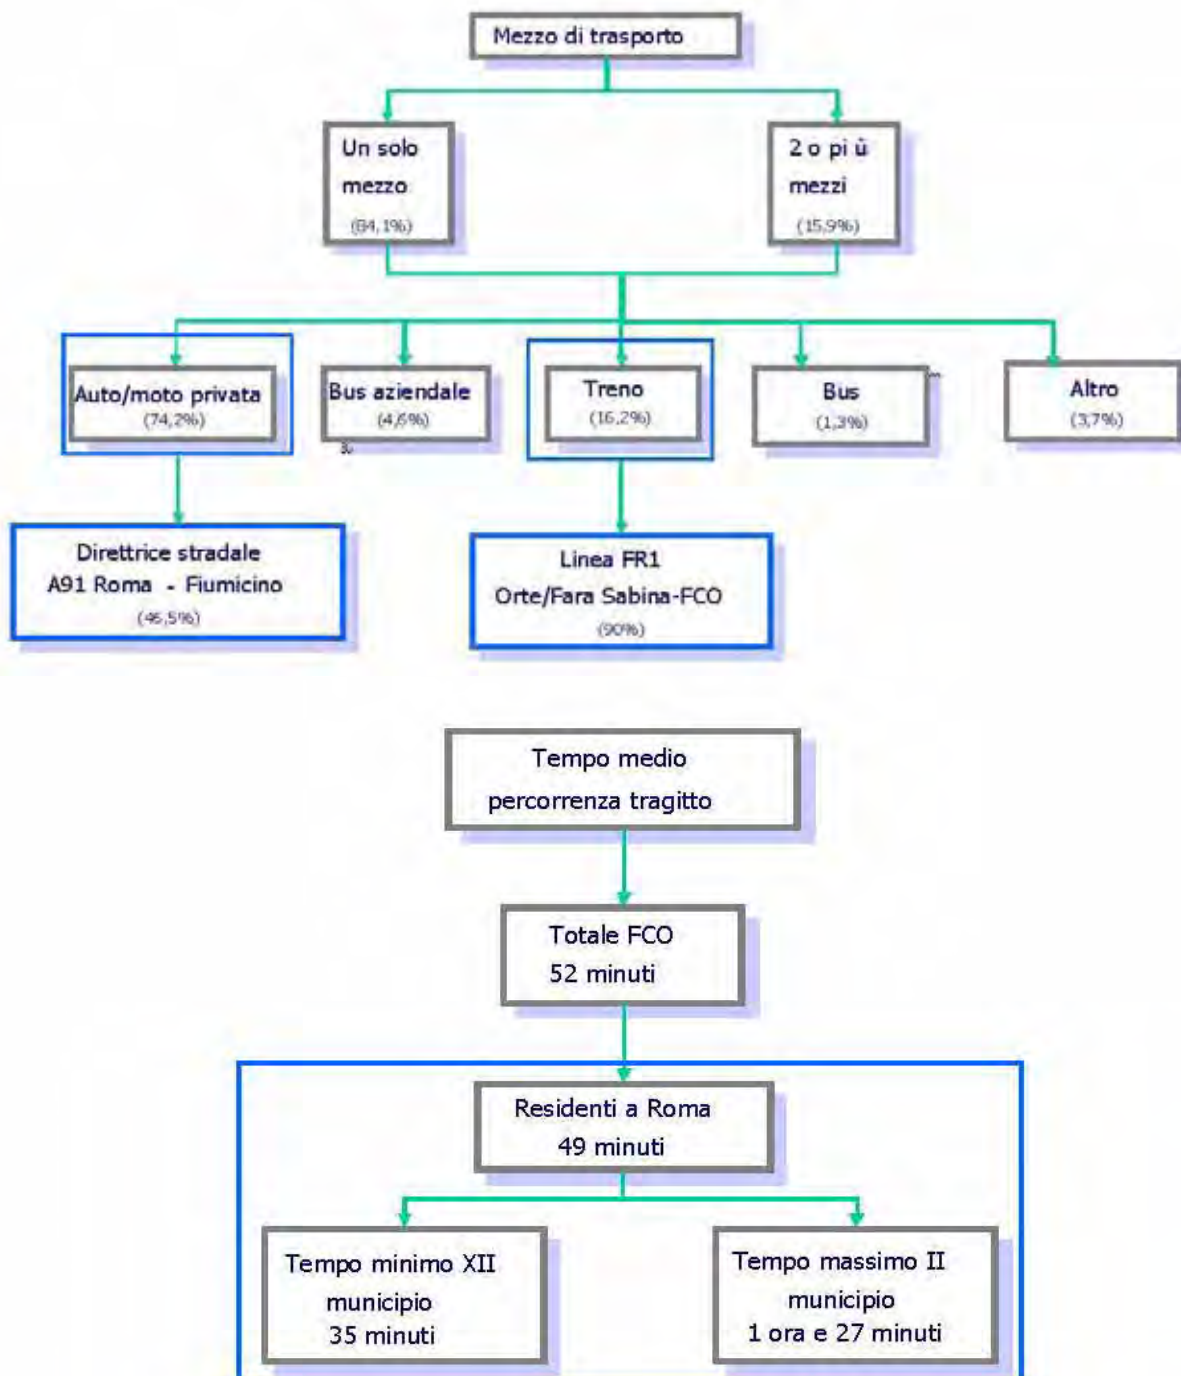 Mezzo di trasporto
Un solo
mezzo
(84,1%)
2 o più
mezzi
(15,9%)
Auto/moto privata
(74,2%)
Bus aziendale
(4,6%)
Treno
(16,2%)
Bus
(1,3%)
Altro
(3,7%)
Direttrice stradale
A91 Roma - Fiumicino
(46,5%)
Linea FR1
Orte/Fara Sabina-FCO
(90%)
Tempo medio
percorrenza tragitto
Totale FCO
52 minuti
Residenti a Roma
49 minuti
Tempo minimo XII
municipio
35 minuti
Tempo massimo II
municipio
1 ora e 27 minuti